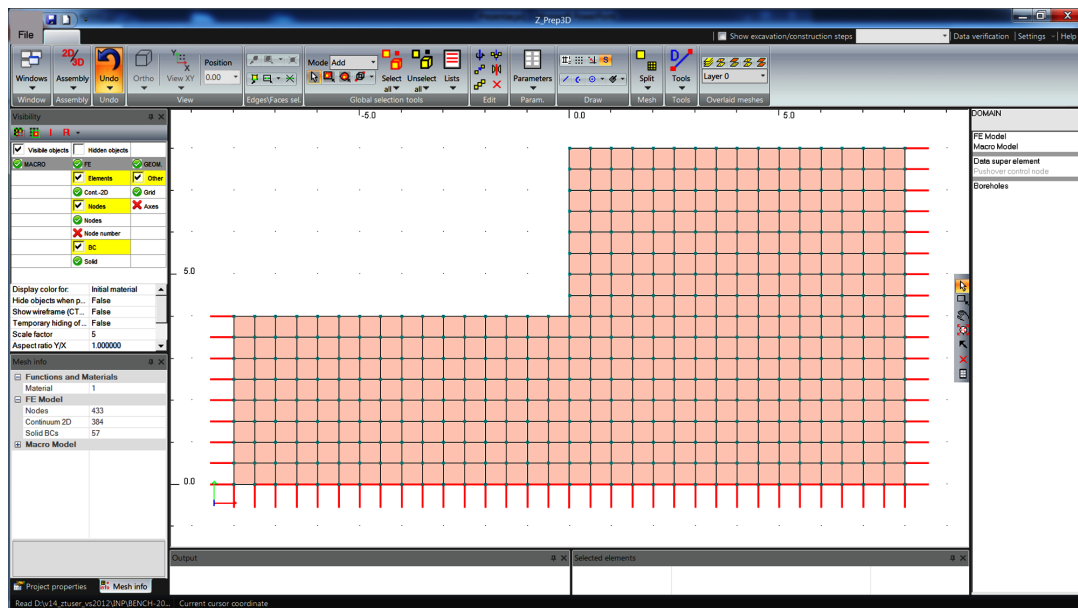 Z_Prep3D
File
Show excavation/construction steps
Data verification | Settings - | Help
Windows
Assembly
Undo
Ortho
View XY
Position
0.00
Mode Add
Select all
Unselect all
Lists
Parameters
Split
Tools
Layer 0
Window
Assembly
Undo
View
Edges\Faces sel.
Global selection tools
Edit
Param.
Draw
Mesh
Tools
Overlaid meshes
Visibility
I R
Visible objects Hidden objects
MACRO FE GEOM.
Elements Other
Cont.-2D Grid
Nodes Axes
Nodes
Node number
BC
Solid
Display color for: Initial material
Hide objects when p... False
Show wireframe (CT... False
Temporary hiding of... False
Scale factor 5
Aspect ratio Y/X 1.000000
Mesh info
Functions and Materials
Material 1
FE Model
Nodes 433
Continuum 2D 384
Solid BCs 57
Macro Model
Project properties
Mesh info
-5.0
0.0
5.0
5.0
0.0
Output
Selected elements
DOMAIN
FE Model
Macro Model
Data super element
Pushover control node
Boreholes
Read D:\v14_ztuser_vs2012\INP\BENCH-20... Current cursor coordinate